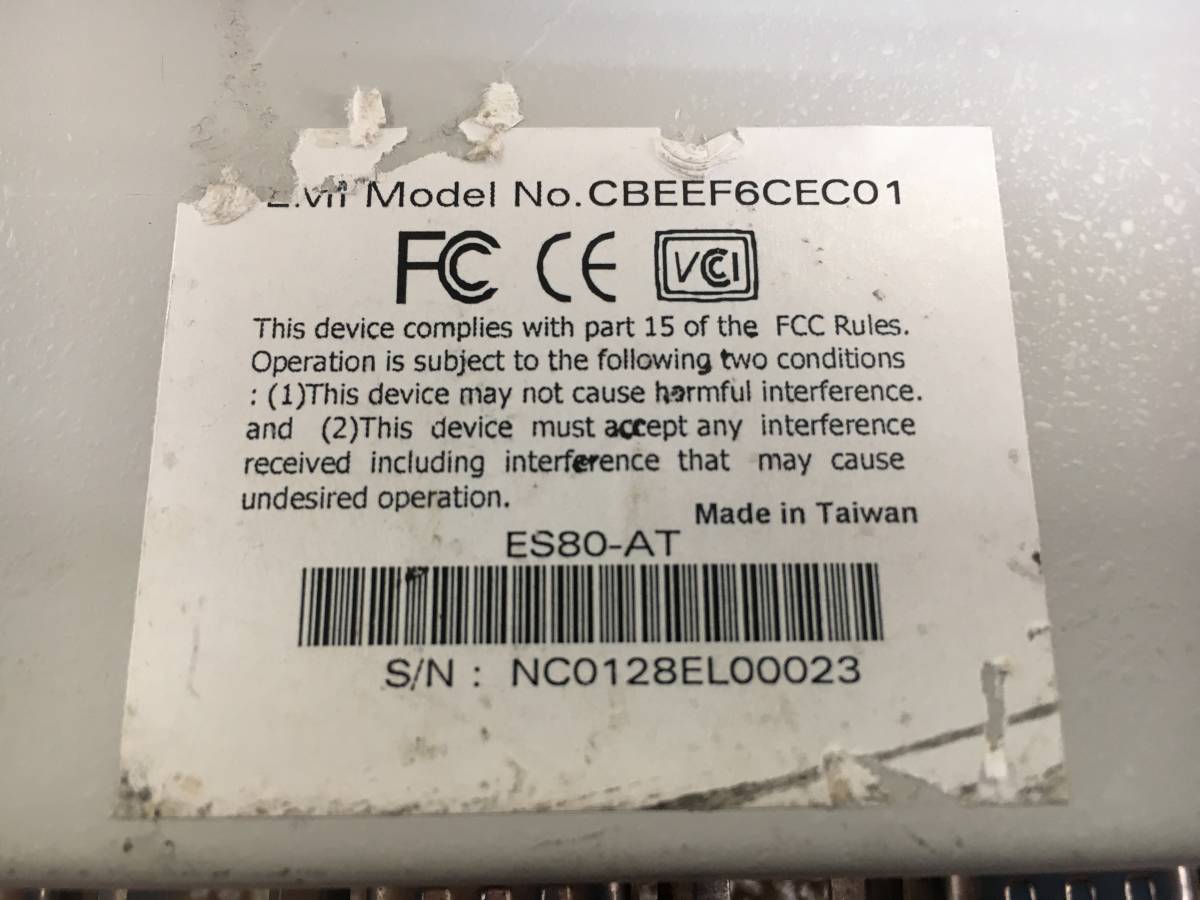 Model No.CBEEF6CEC01
FC CE VCCI
This device complies with part 15 of the FCC Rules.
Operation is subject to the following two conditions
: (1)This device may not cause harmful interference.
and (2)This device must accept any interference
received including interference that may cause
undesired operation.
Made in Taiwan
ES80-AT
S/N : NC0128EL00023